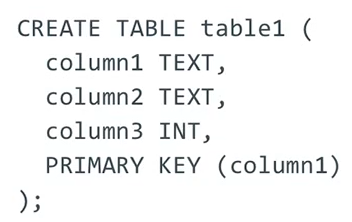 CREATE TABLE table1 (
  column1 TEXT,
  column2 TEXT,
  column3 INT,
  PRIMARY KEY (column1)
);